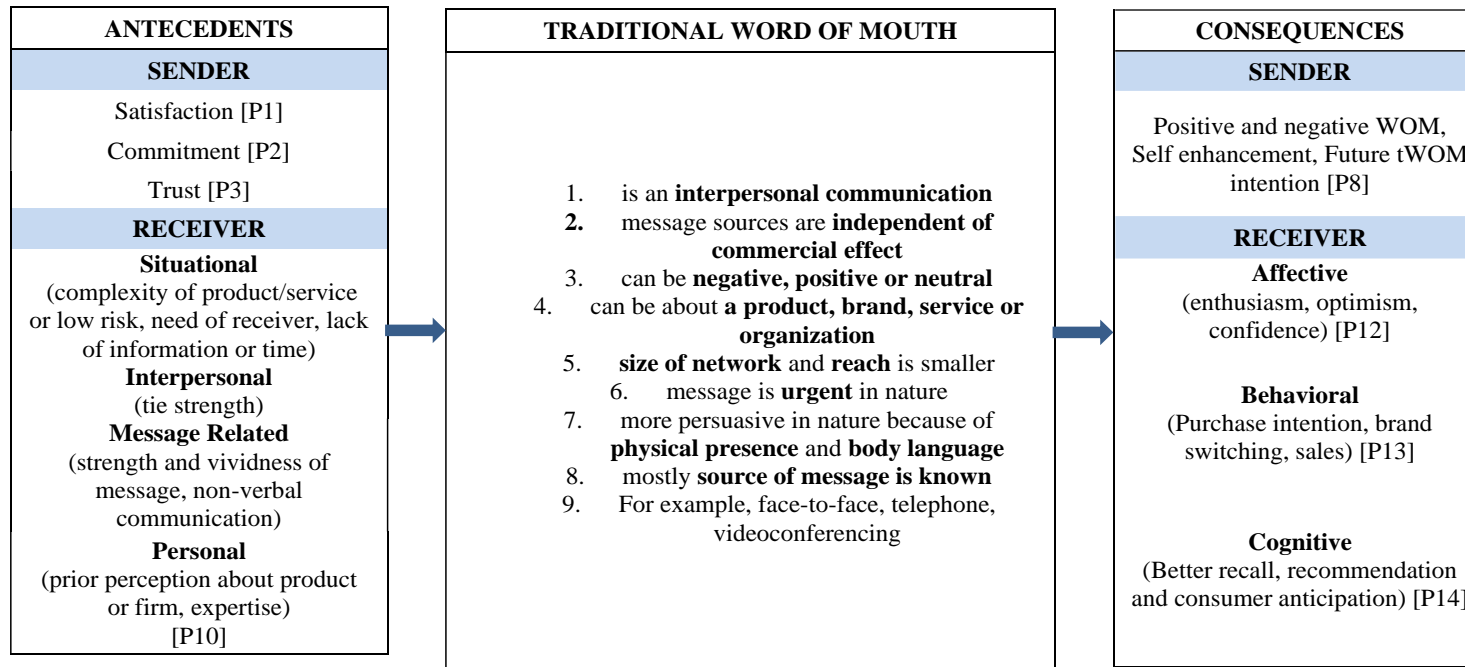 ANTECEDENTS
SENDER
Satisfaction [P1]
Commitment [P2]
Trust [P3]
RECEIVER
Situational
(complexity of product/service
or low risk, need of receiver, lack
of information or time)
Interpersonal
(tie strength)
Message Related
(strength and vividness of
message, non-verbal
communication)
Personal
(prior perception about product
or firm, expertise)
[P10]
TRADITIONAL WORD OF MOUTH
1. is an interpersonal communication
2. message sources are independent of
commercial effect
3. can be negative, positive or neutral
4. can be about a product, brand, service or
organization
5. size of network and reach is smaller
6. message is urgent in nature
7. more persuasive in nature because of
physical presence and body language
8. mostly source of message is known
9. For example, face-to-face, telephone,
videoconferencing
CONSEQUENCES
SENDER
Positive and negative WOM,
Self enhancement, Future tWOM
intention [P8]
RECEIVER
Affective
(enthusiasm, optimism,
confidence) [P12]
Behavioral
(Purchase intention, brand
switching, sales) [P13]
Cognitive
(Better recall, recommendation
and consumer anticipation) [P14]